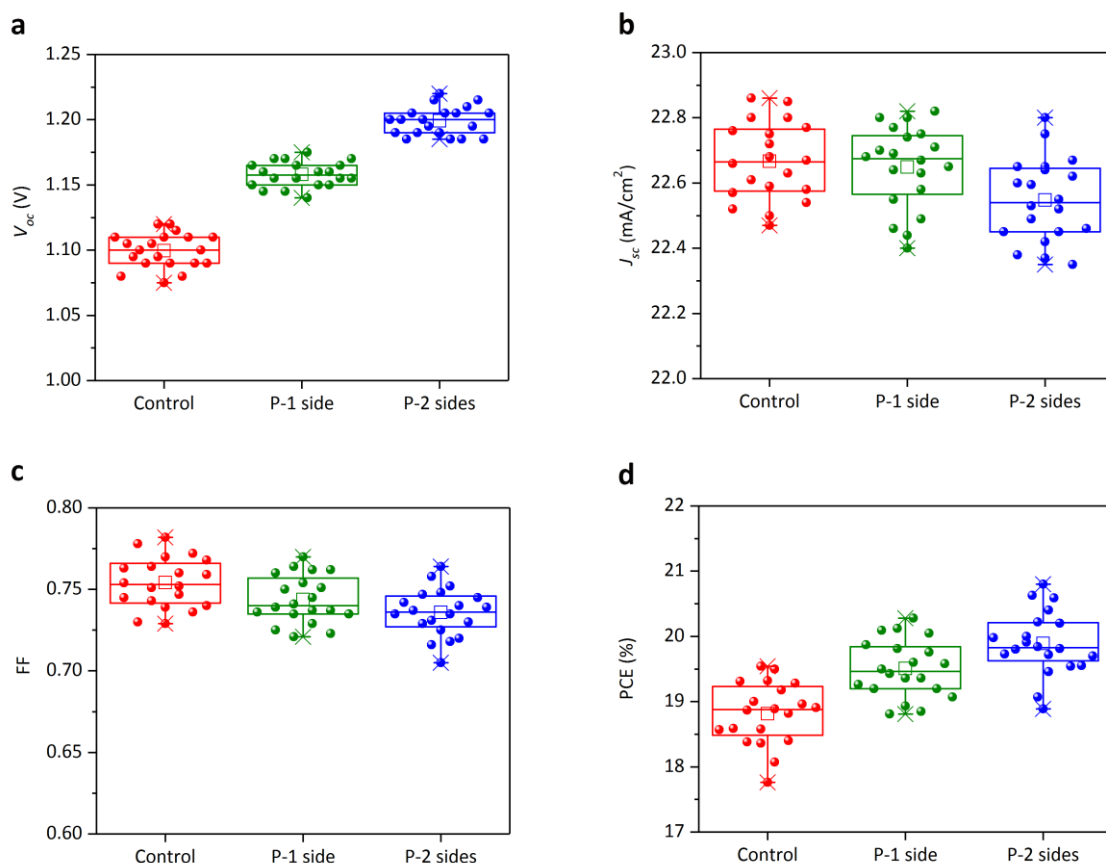 a
1.25
1.20
1.15
1.10
1.05
1.00
V_oc (V)
Control
P-1 side
P-2 sides
b
23.0
22.8
22.6
22.4
22.2
22.0
J_sc (mA/cm²)
Control
P-1 side
P-2 sides
c
0.80
0.75
0.70
0.65
0.60
FF
Control
P-1 side
P-2 sides
d
22
21
20
19
18
17
PCE (%)
Control
P-1 side
P-2 sides